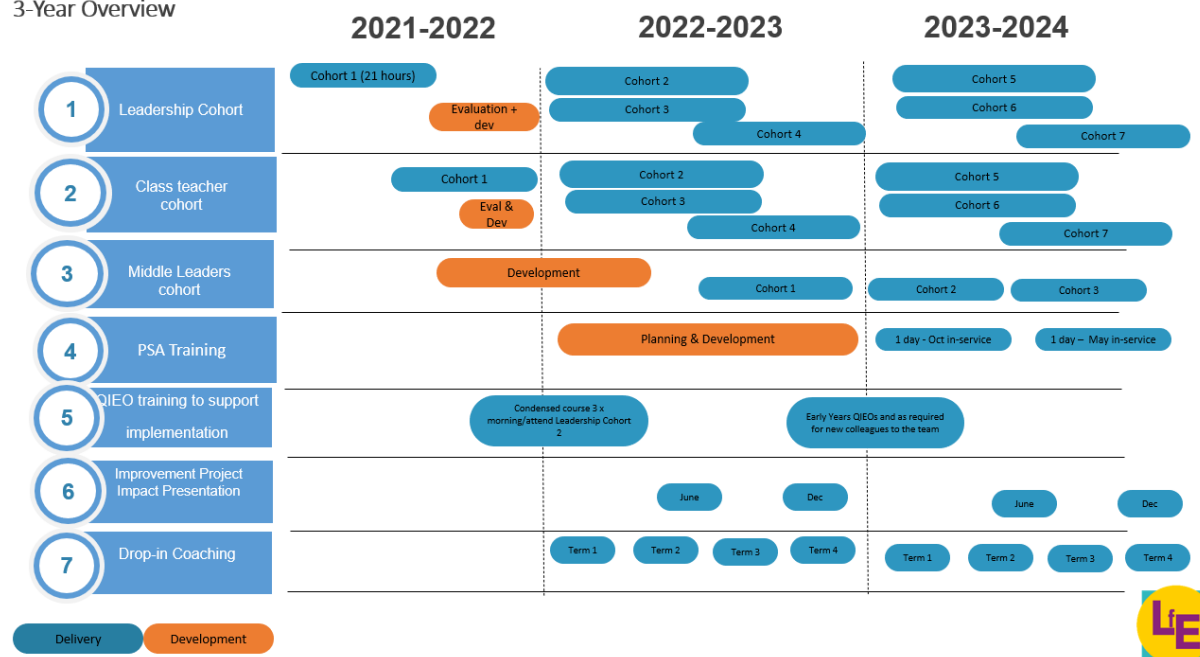 3-Year Overview
2021-2022
2022-2023
2023-2024
1
Leadership Cohort
Cohort 1 (21 hours)
Evaluation +
dev
Cohort 2
Cohort 3
Cohort 4
Cohort 5
Cohort 6
Cohort 7
2
Class teacher
cohort
Cohort 1
Eval &
Dev
Cohort 2
Cohort 3
Cohort 4
Cohort 5
Cohort 6
Cohort 7
3
Middle Leaders
cohort
Development
Cohort 1
Cohort 2
Cohort 3
4
PSA Training
Planning & Development
1 day - Oct in-service
1 day – May in-service
5
QIEO training to support
implementation
Condensed course 3 x
morning/attend Leadership Cohort
2
Early Years QIEOs and as required
for new colleagues to the team
6
Improvement Project
Impact Presentation
June
Dec
June
Dec
7
Drop-in Coaching
Term 1
Term 2
Term 3
Term 4
Term 1
Term 2
Term 3
Term 4
Delivery
Development
LfE